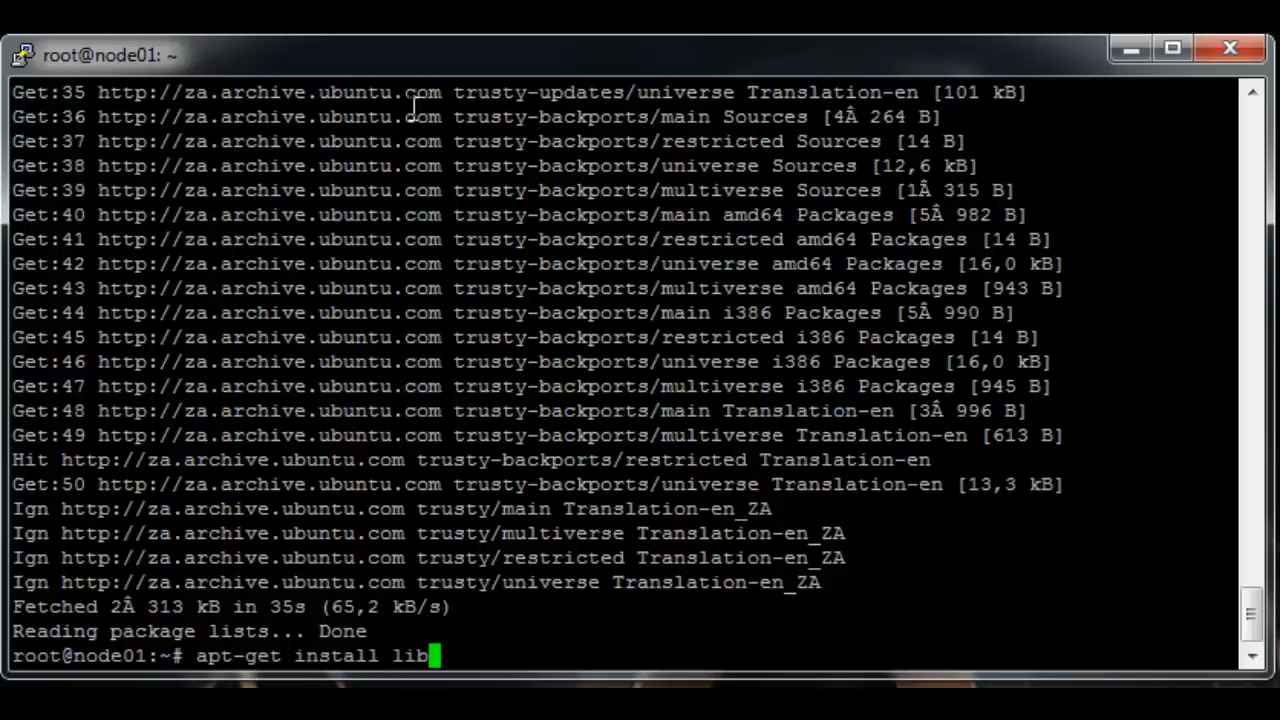 root@node01: ~
Get:35 http://za.archive.ubuntu.com trusty-updates/universe Translation-en [101 kB]
Get:36 http://za.archive.ubuntu.com trusty-backports/main Sources [4Â 264 B]
Get:37 http://za.archive.ubuntu.com trusty-backports/restricted Sources [14 B]
Get:38 http://za.archive.ubuntu.com trusty-backports/universe Sources [12,6 kB]
Get:39 http://za.archive.ubuntu.com trusty-backports/multiverse Sources [1Â 315 B]
Get:40 http://za.archive.ubuntu.com trusty-backports/main amd64 Packages [5Â 982 B]
Get:41 http://za.archive.ubuntu.com trusty-backports/restricted amd64 Packages [14 B]
Get:42 http://za.archive.ubuntu.com trusty-backports/universe amd64 Packages [16,0 kB]
Get:43 http://za.archive.ubuntu.com trusty-backports/multiverse amd64 Packages [943 B]
Get:44 http://za.archive.ubuntu.com trusty-backports/main i386 Packages [5Â 990 B]
Get:45 http://za.archive.ubuntu.com trusty-backports/restricted i386 Packages [14 B]
Get:46 http://za.archive.ubuntu.com trusty-backports/universe i386 Packages [16,0 kB]
Get:47 http://za.archive.ubuntu.com trusty-backports/multiverse i386 Packages [945 B]
Get:48 http://za.archive.ubuntu.com trusty-backports/main Translation-en [3Â 996 B]
Get:49 http://za.archive.ubuntu.com trusty-backports/multiverse Translation-en [613 B]
Hit http://za.archive.ubuntu.com trusty-backports/restricted Translation-en
Get:50 http://za.archive.ubuntu.com trusty-backports/universe Translation-en [13,3 kB]
Ign http://za.archive.ubuntu.com trusty/main Translation-en_ZA
Ign http://za.archive.ubuntu.com trusty/multiverse Translation-en_ZA
Ign http://za.archive.ubuntu.com trusty/restricted Translation-en_ZA
Ign http://za.archive.ubuntu.com trusty/universe Translation-en_ZA
Fetched 2Â 313 kB in 35s (65,2 kB/s)
Reading package lists... Done
root@node01:~# apt-get install lib